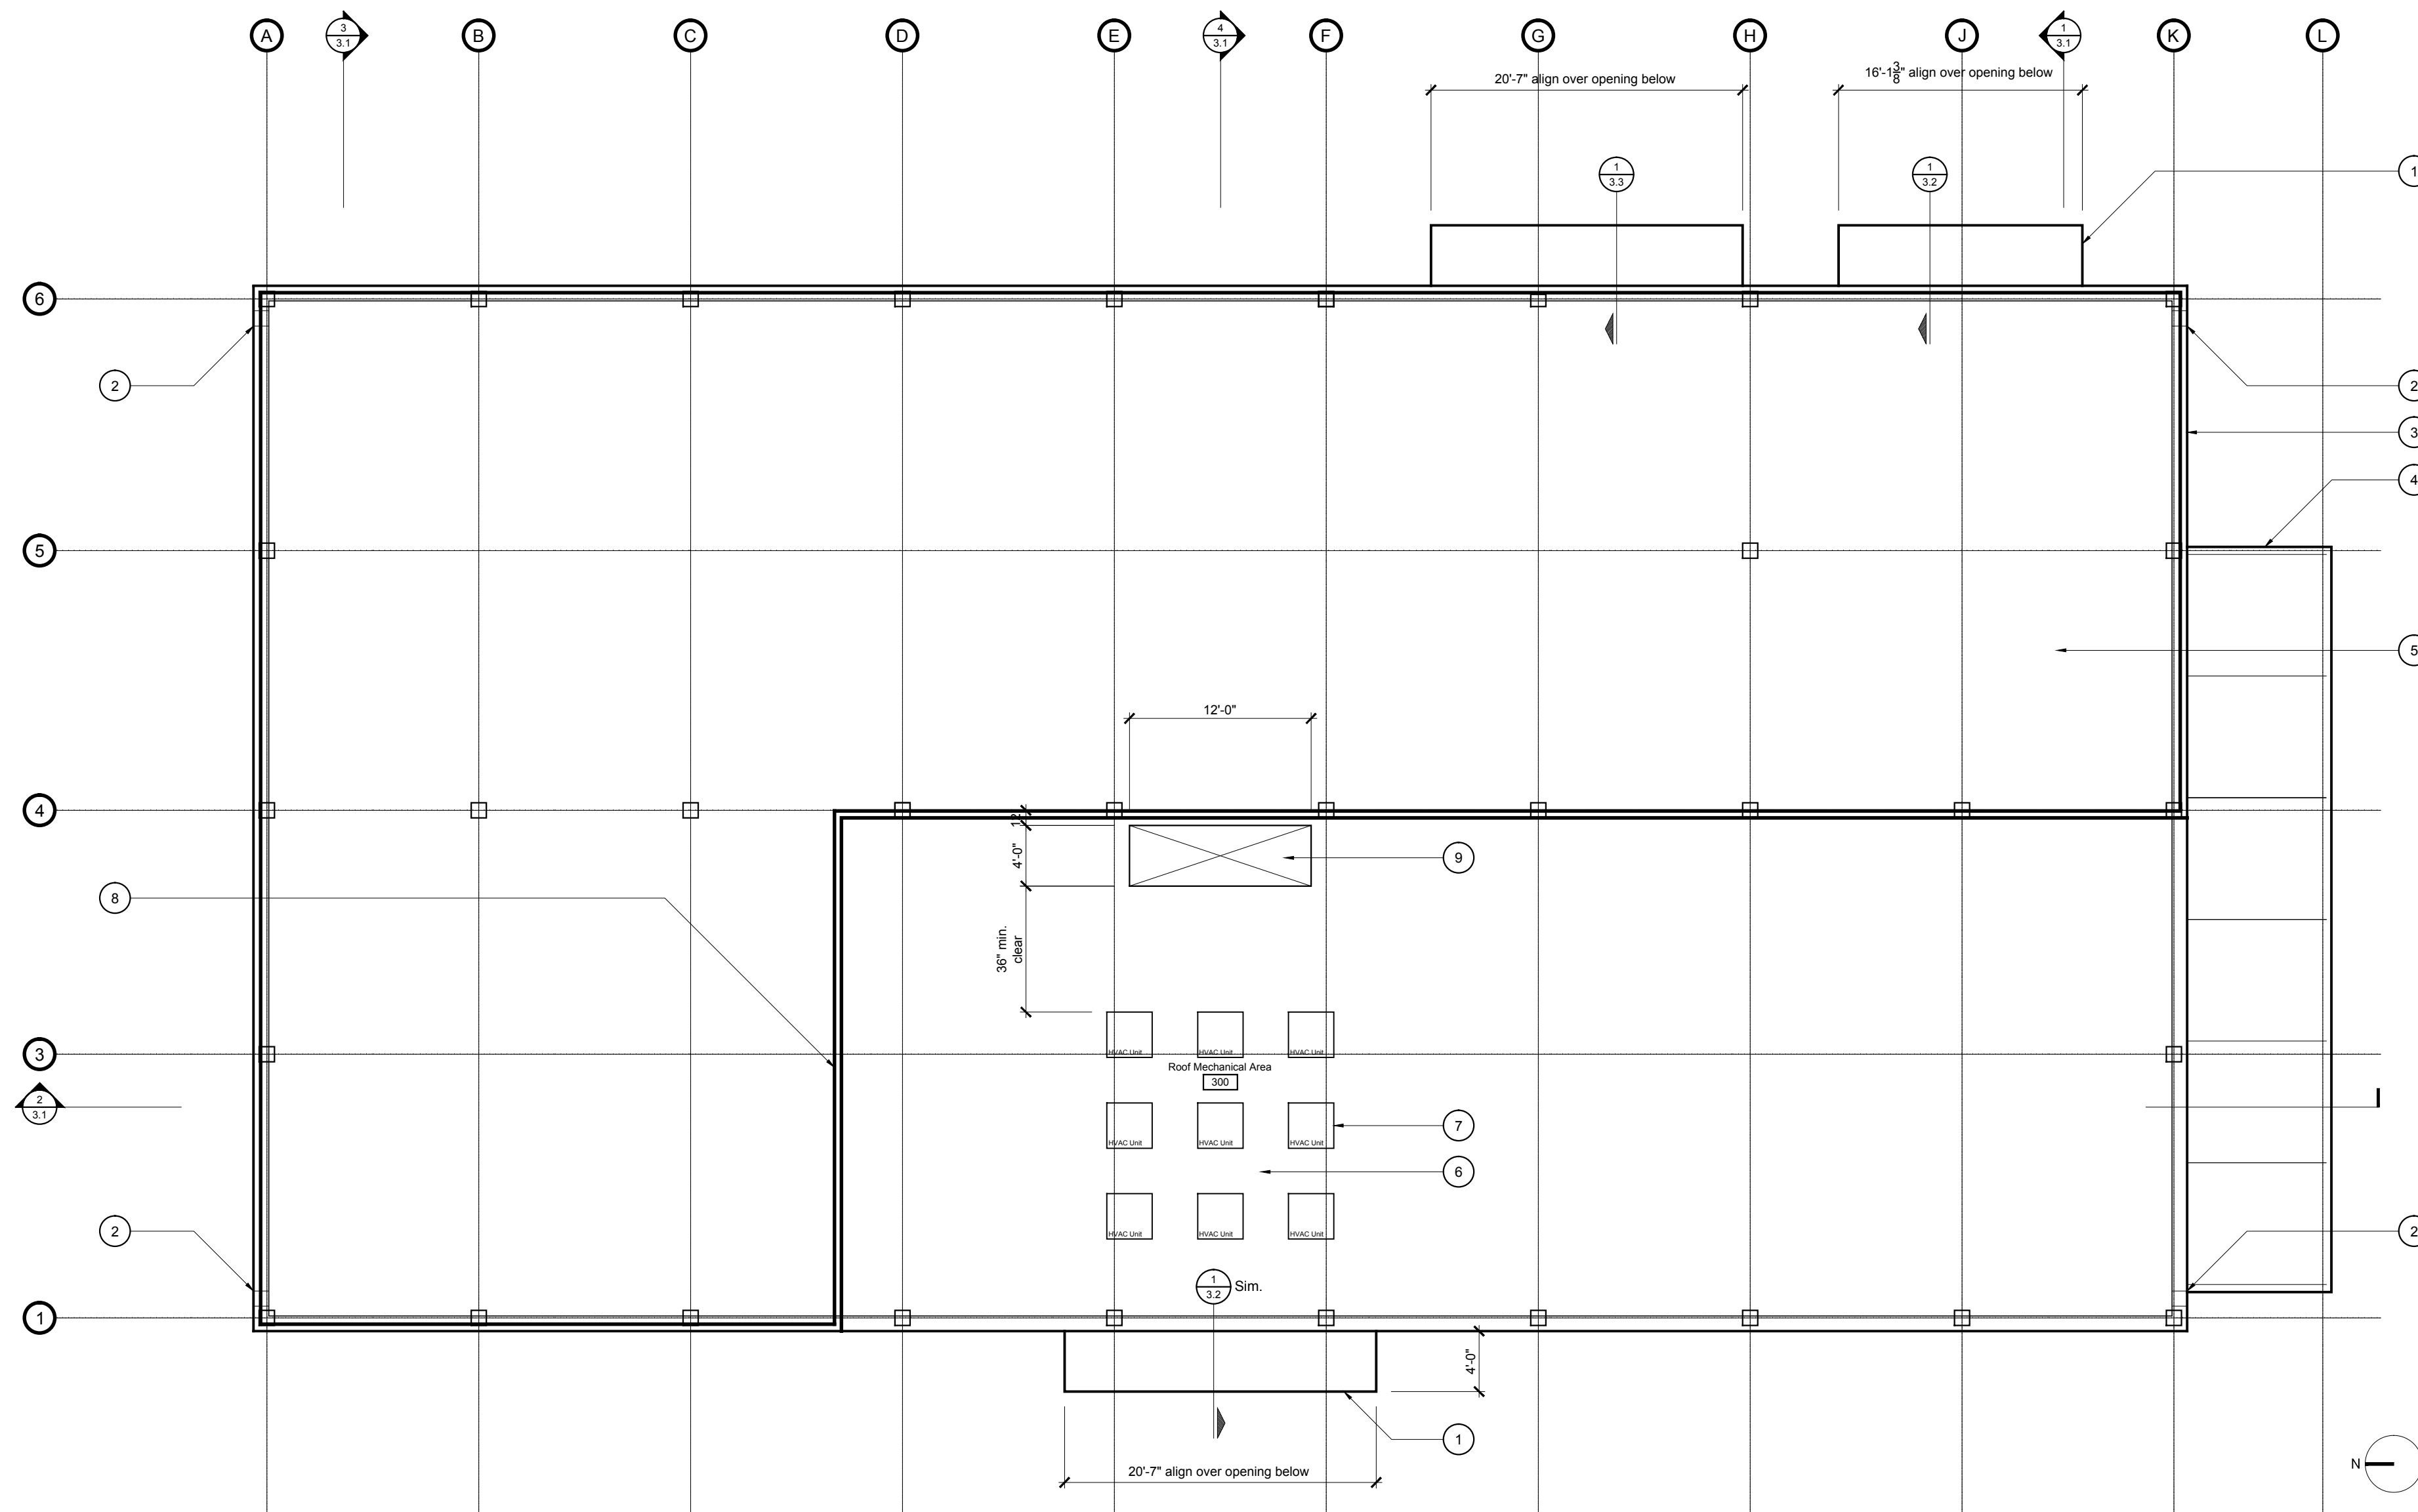 A
3
3.1
B
C
D
E
4
3.1
F
G
H
J
1
3.1
K
L
20'-7" align over opening below
16'-1 3/8" align over opening below
1
3.3
1
3.2
1
6
2
2
3
4
5
5
12'-0"
4
12"
4'-0"
9
8
36" min.
clear
3
HVAC Unit
HVAC Unit
HVAC Unit
Roof Mechanical Area
300
2
3.1
7
HVAC Unit
HVAC Unit
HVAC Unit
6
2
2
HVAC Unit
HVAC Unit
HVAC Unit
1
3.2
Sim.
1
4'-0"
1
N
20'-7" align over opening below